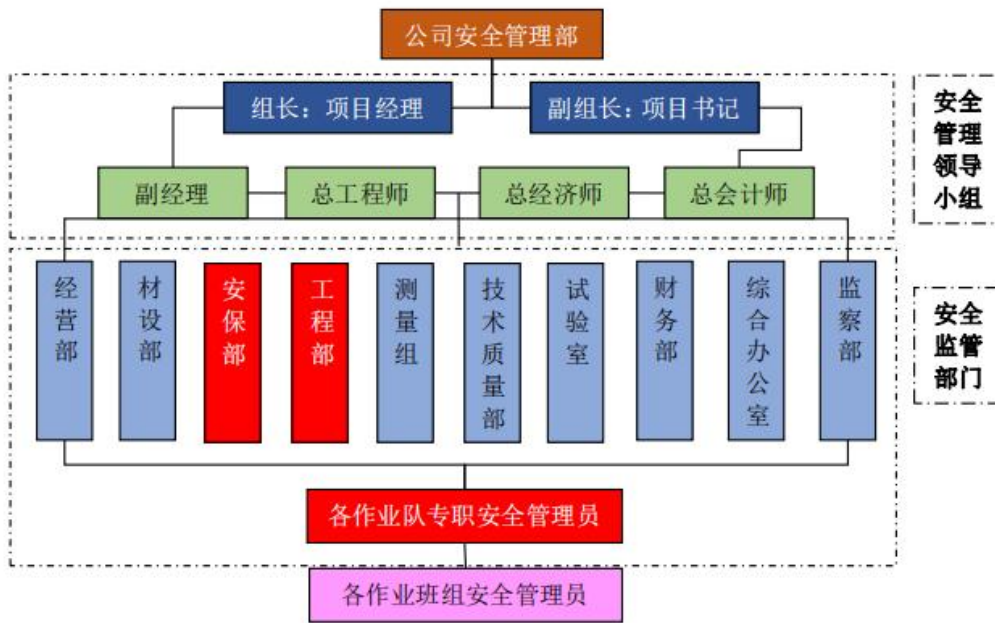 公司安全管理部
组长：项目经理
副组长：项目书记
安全
管理
领导
小组
副经理
总工程师
总经济师
总会计师
经营部
材设部
安保部
工程部
测量组
技术质量部
试验室
财务部
综合办公室
监察部
安全
监管
部门
各作业队专职安全管理员
各作业班组安全管理员